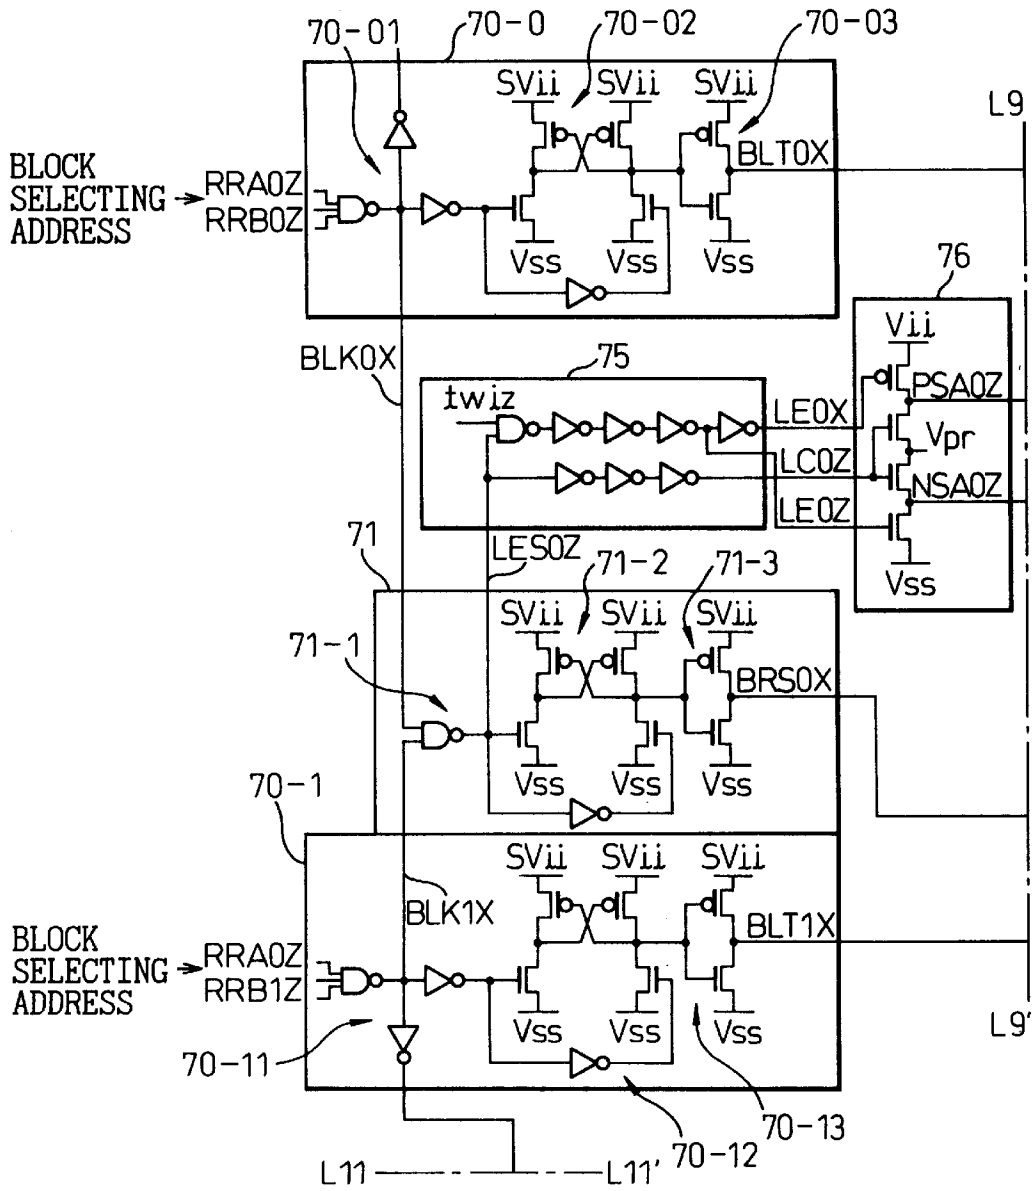 70-01
70-0
70-02
70-03
SVii
SVii
SVii
L9
BLOCK
SELECTING
ADDRESS
RRA0Z
RRB0Z
BLT0X
Vss
Vss
Vss
76
BLK0X
75
Vii
twiz
LE0X
PSA0Z
Vpr
LC0Z
NSA0Z
LE0Z
Vss
71
LES0Z
71-2
71-3
71-1
SVii
SVii
SVii
BRS0X
Vss
Vss
Vss
70-1
SVii
SVii
SVii
BLK1X
BLT1X
BLOCK
SELECTING
ADDRESS
RRA0Z
RRB1Z
Vss
Vss
Vss
L9'
70-11
70-13
70-12
L11
L11'